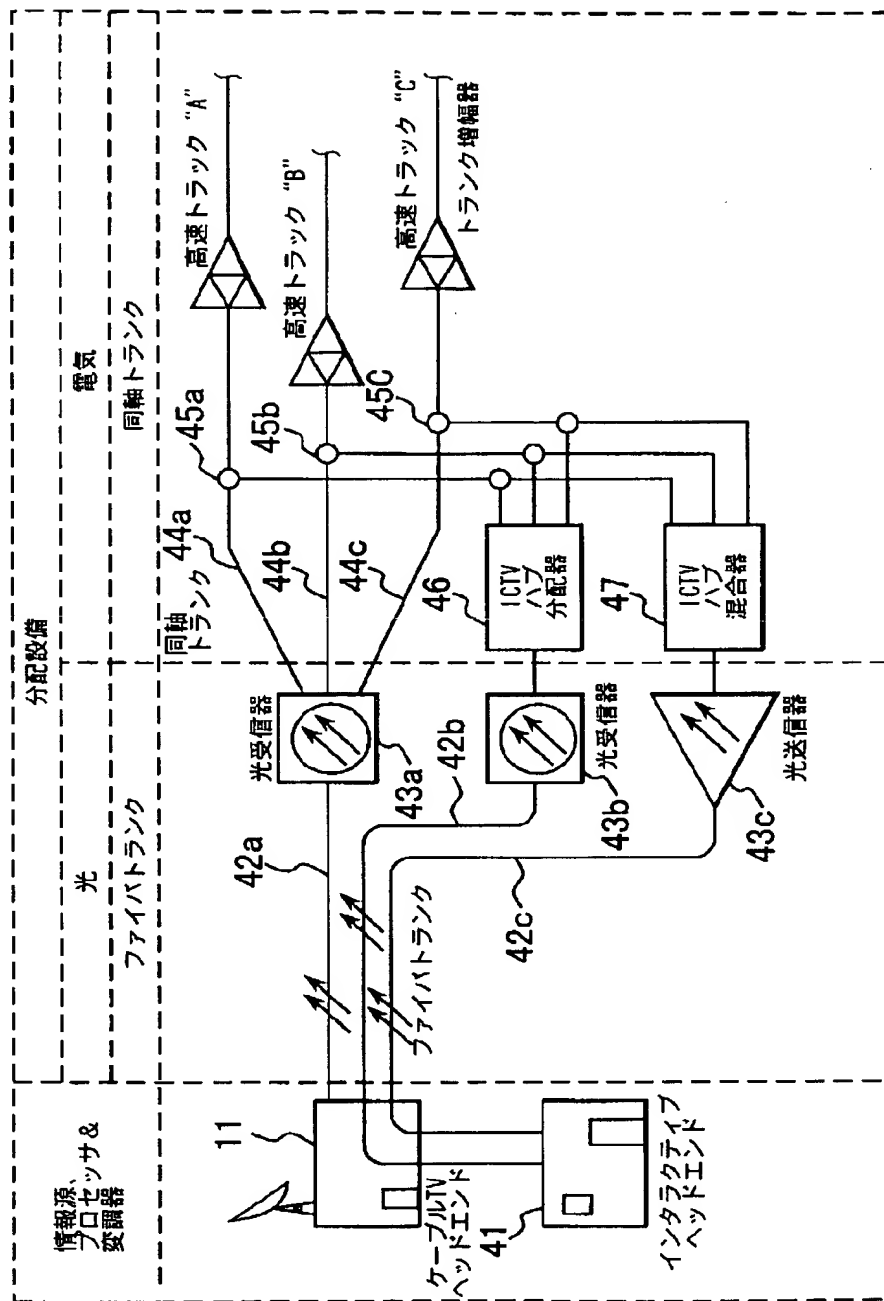 分配設備
情報源、
プロセッサ&
変調器
光
電気
ファイバトランク
同軸トランク
11
ケーブルTV
ヘッドエンド
41
インタラクティブ
ヘッドエンド
42a
ファイバトランク
42b
42c
光受信器
43a
光受信器
43b
光送信器
43c
同軸
トランク
44a
44b
44c
45a
45b
45C
46
ICTV
ハブ
分配器
47
ICTV
ハブ
混合器
高速トラック “A”
高速トラック “B”
高速トラック “C”
トランク増幅器